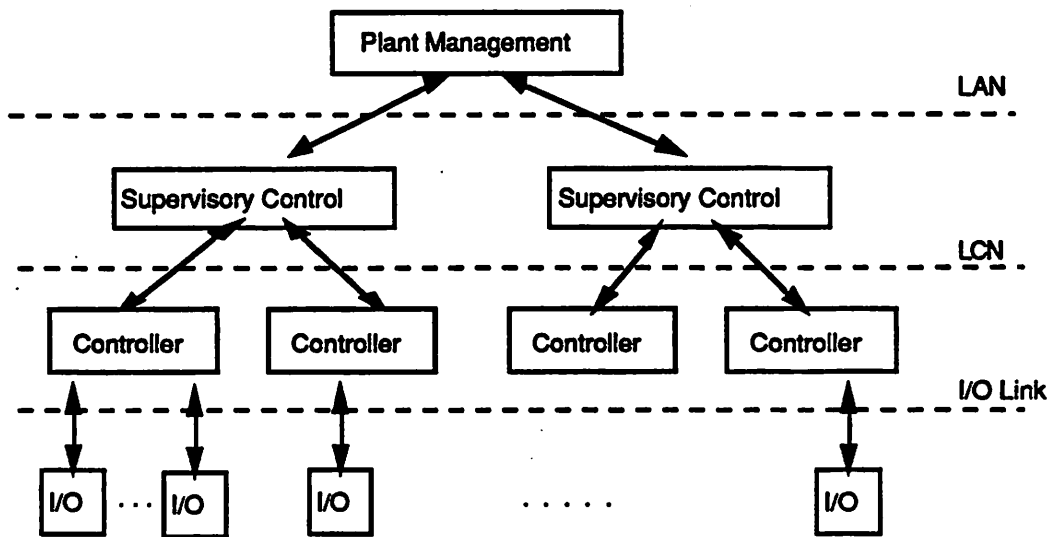 Plant Management
LAN
Supervisory Control
Supervisory Control
LCN
Controller
Controller
Controller
Controller
I/O Link
I/O
...
I/O
I/O
.....
I/O